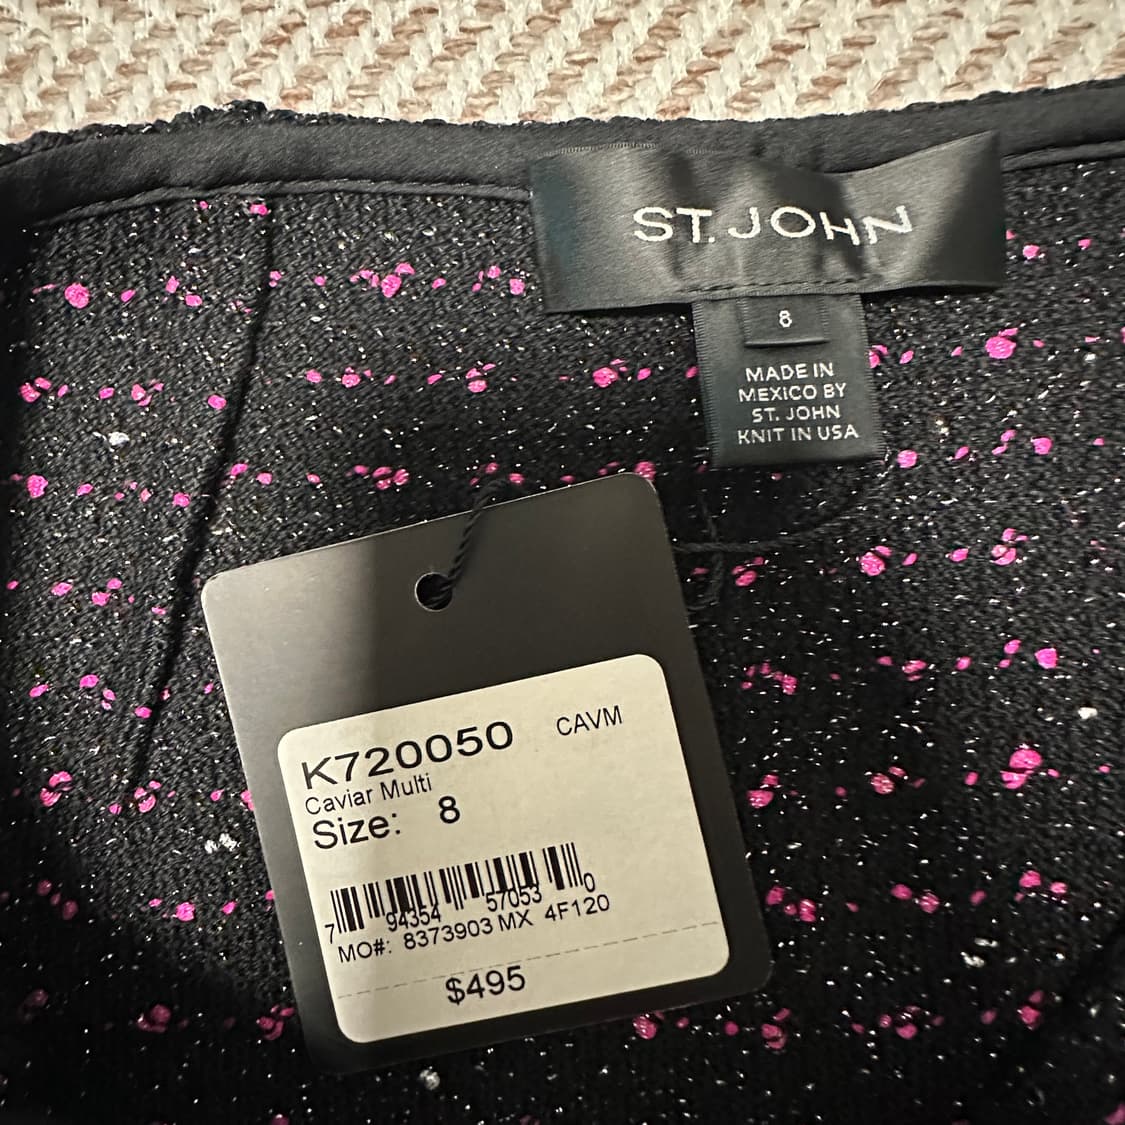 ST. JOHN
8
MADE IN
MEXICO BY
ST. JOHN
KNIT IN USA
K720050 CAVM
Caviar Multi
Size: 8
7 94354 57053 0
MO#: 8373903 MX 4F120
$495